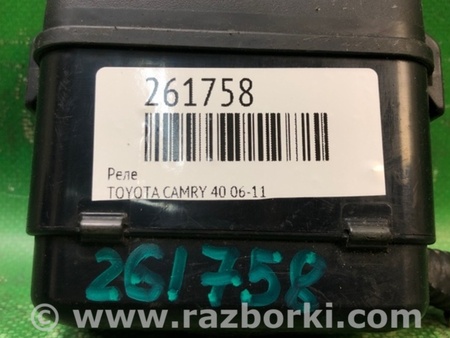 261758
Реле
TOYOTA CAMRY 40 06-11
261758
www.razborki.com